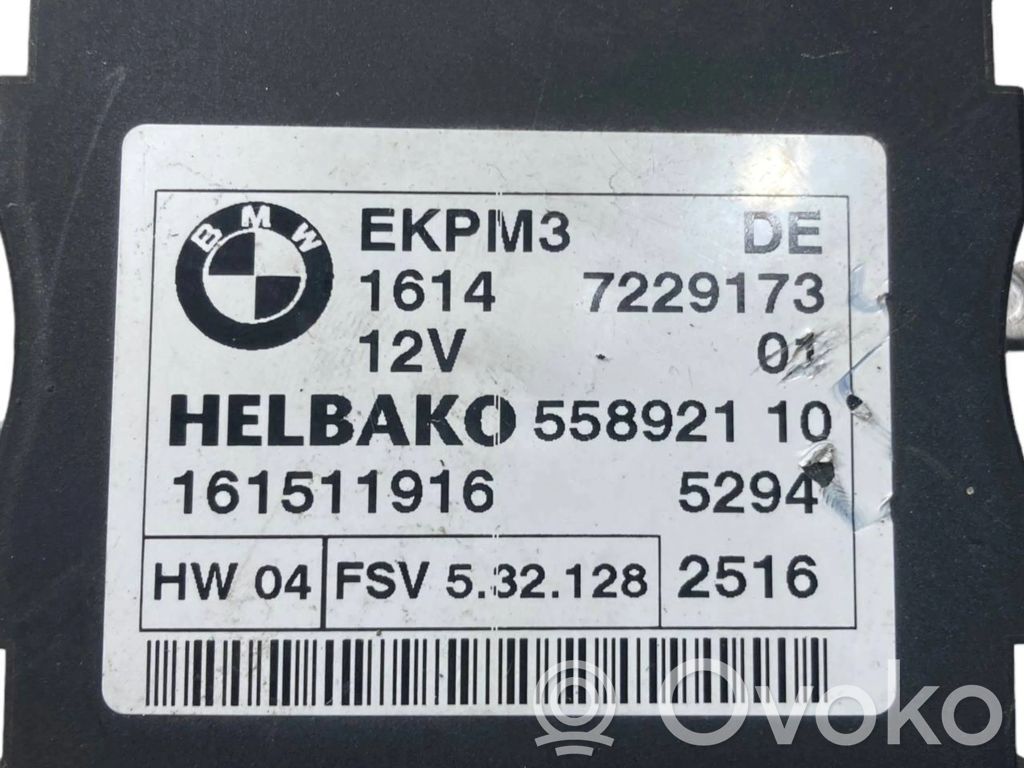 BMW
EKPM3 DE
1614 7229173
12V 01
HELBAKO 558921 10
161511916 5294
HW 04 FSV 5.32.128 2516
Ovoko